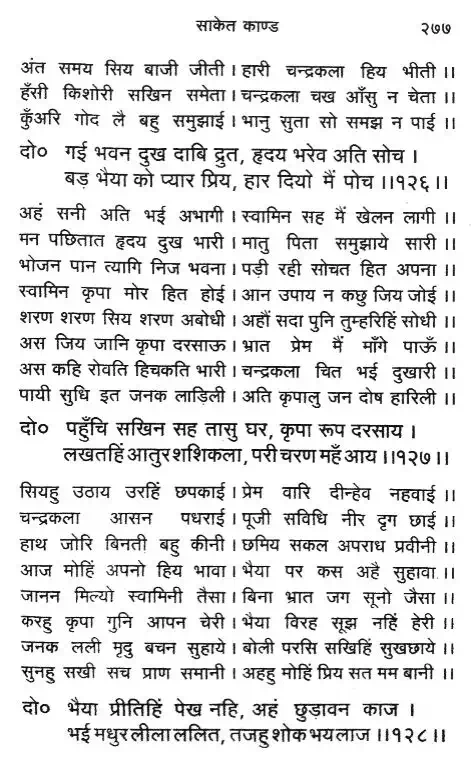 साकेत काण्ड २७७
अंत समय सिय बाजी जीती । हारी चन्द्रकला हिय भीती ।।
हँसी किशोरी सखिन समेता । चन्द्रकला चख आँसु न चेता ।।
कुँअरि गोद लै बहु समुझाई । भानु सुता सो समझ न पाई ।।
दो० गई भवन दुख दाबि द्रुत, हृदय भरेव अति सोच ।
बड़ भैया को प्यार प्रिय, हार दियो मैं पोच ।।१२६।।
अहं सनी अति भई अभागी । स्वामिन सह मैं खेलन लागी ।।
मन पछितात हृदय दुख भारी । मातु पिता समुझाये सारी ।।
भोजन पान त्यागि निज भवना । पड़ी रही सोचत हित अपना ।।
स्वामिन कृपा मोर हित होई । आन उपाय न कछु जिय जोई ।।
शरण शरण सिय शरण अबोधी । अहौं सदा पुनि तुम्हरिहिं सोधी ।।
अस जिय जानि कृपा दरसाऊ । भ्रात प्रेम मैं माँगे पाऊँ ।।
अस कहि रोवति हिचकति भारी । चन्द्रकला चित भई दुखारी ।।
पायी सुधि इत जनक लाड़िली । अति कृपालु जन दोष हारिली ।।
दो० पहुँचि सखिन सह तासु घर, कृपा रूप दरसाय ।
लखतहिं आतुर शशिकला, परी चरण महँ आय ।।१२७।।
सियहु उठाय उरहिं छपकाई । प्रेम वारि दीन्हेव नहवाई ।।
चन्द्रकला आसन पधराई । पूजी सविधि नीर दृग छाई ।।
हाथ जोरि बिनती बहु कीनी । छमिय सकल अपराध प्रवीनी ।।
आज मोहिं अपनो हिय भावा । भैया पर कस अहै सुहावा ।।
जानन मिल्यो स्वामिनी तैसा । बिना भ्रात जग सूनो जैसा ।।
करहु कृपा गुनि आपन चेरी । भैया विरह सूझ नहिं हेरी ।।
जनक लली मृदु बचन सुहाये । बोली परसि सखिहिं सुखछाये ।।
सुनहु सखी सच प्राण समानी । अहहु मोहिं प्रिय सत मम बानी ।।
दो० भैया प्रीतिहिं पेख नहि, अहं छुड़ावन काज ।
भई मधुर लीला ललित, तजहु शोक भय लाज ।।१२८।।